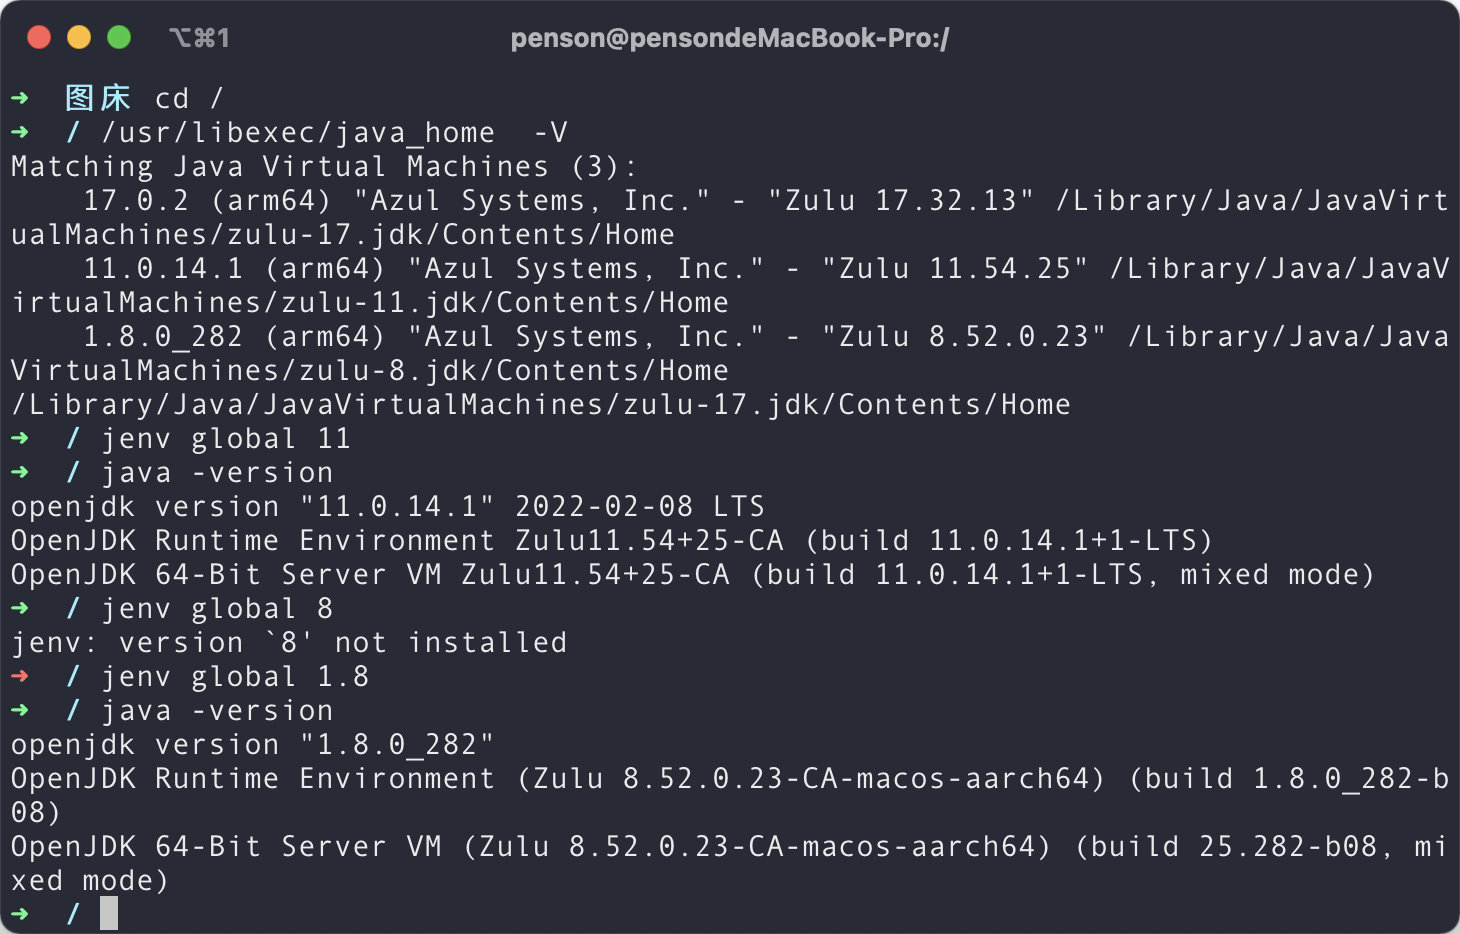 ⌥⌘1
penson@pensondeMacBook-Pro:/
➜ 图床 cd /
➜ / /usr/libexec/java_home  -V
Matching Java Virtual Machines (3):
    17.0.2 (arm64) "Azul Systems, Inc." - "Zulu 17.32.13" /Library/Java/JavaVirt
ualMachines/zulu-17.jdk/Contents/Home
    11.0.14.1 (arm64) "Azul Systems, Inc." - "Zulu 11.54.25" /Library/Java/JavaV
irtualMachines/zulu-11.jdk/Contents/Home
    1.8.0_282 (arm64) "Azul Systems, Inc." - "Zulu 8.52.0.23" /Library/Java/Java
VirtualMachines/zulu-8.jdk/Contents/Home
/Library/Java/JavaVirtualMachines/zulu-17.jdk/Contents/Home
➜ / jenv global 11
➜ / java -version
openjdk version "11.0.14.1" 2022-02-08 LTS
OpenJDK Runtime Environment Zulu11.54+25-CA (build 11.0.14.1+1-LTS)
OpenJDK 64-Bit Server VM Zulu11.54+25-CA (build 11.0.14.1+1-LTS, mixed mode)
➜ / jenv global 8
jenv: version `8' not installed
➜ / jenv global 1.8
➜ / java -version
openjdk version "1.8.0_282"
OpenJDK Runtime Environment (Zulu 8.52.0.23-CA-macos-aarch64) (build 1.8.0_282-b
08)
OpenJDK 64-Bit Server VM (Zulu 8.52.0.23-CA-macos-aarch64) (build 25.282-b08, mi
xed mode)
➜ /